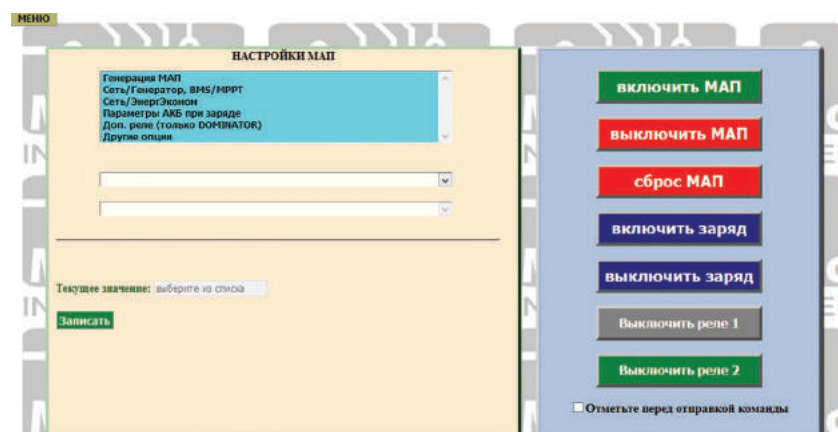 МЕНЮ
НАСТРОЙКИ МАП
Генерация МАП
Сеть/Генератор, BMS/MPPT
Сеть/ЭнергЭконом
Параметры АКБ при заряде
Доп. реле (только DOMINATOR)
Другие опции
Текущее значение: выберите из списка
Записать
включить МАП
выключить МАП
сброс МАП
включить заряд
выключить заряд
Выключить реле 1
Выключить реле 2
Отметьте перед отправкой команды